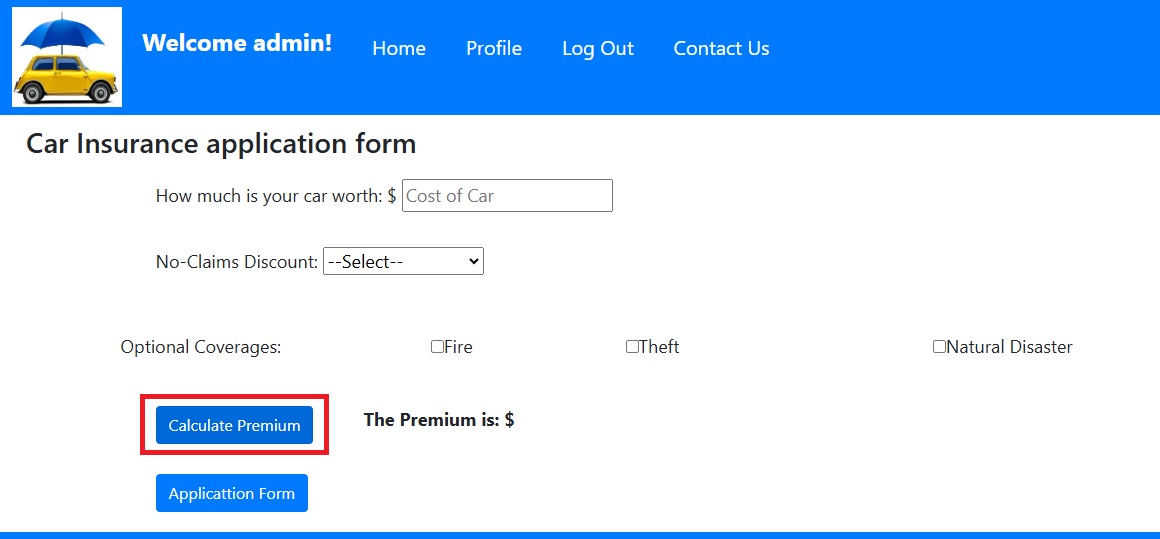 Welcome admin! Home Profile Log Out Contact Us
Car Insurance application form
How much is your car worth: $ Cost of Car
No-Claims Discount: --Select--
Optional Coverages: Fire Theft Natural Disaster
Calculate Premium The Premium is: $
Applicattion Form